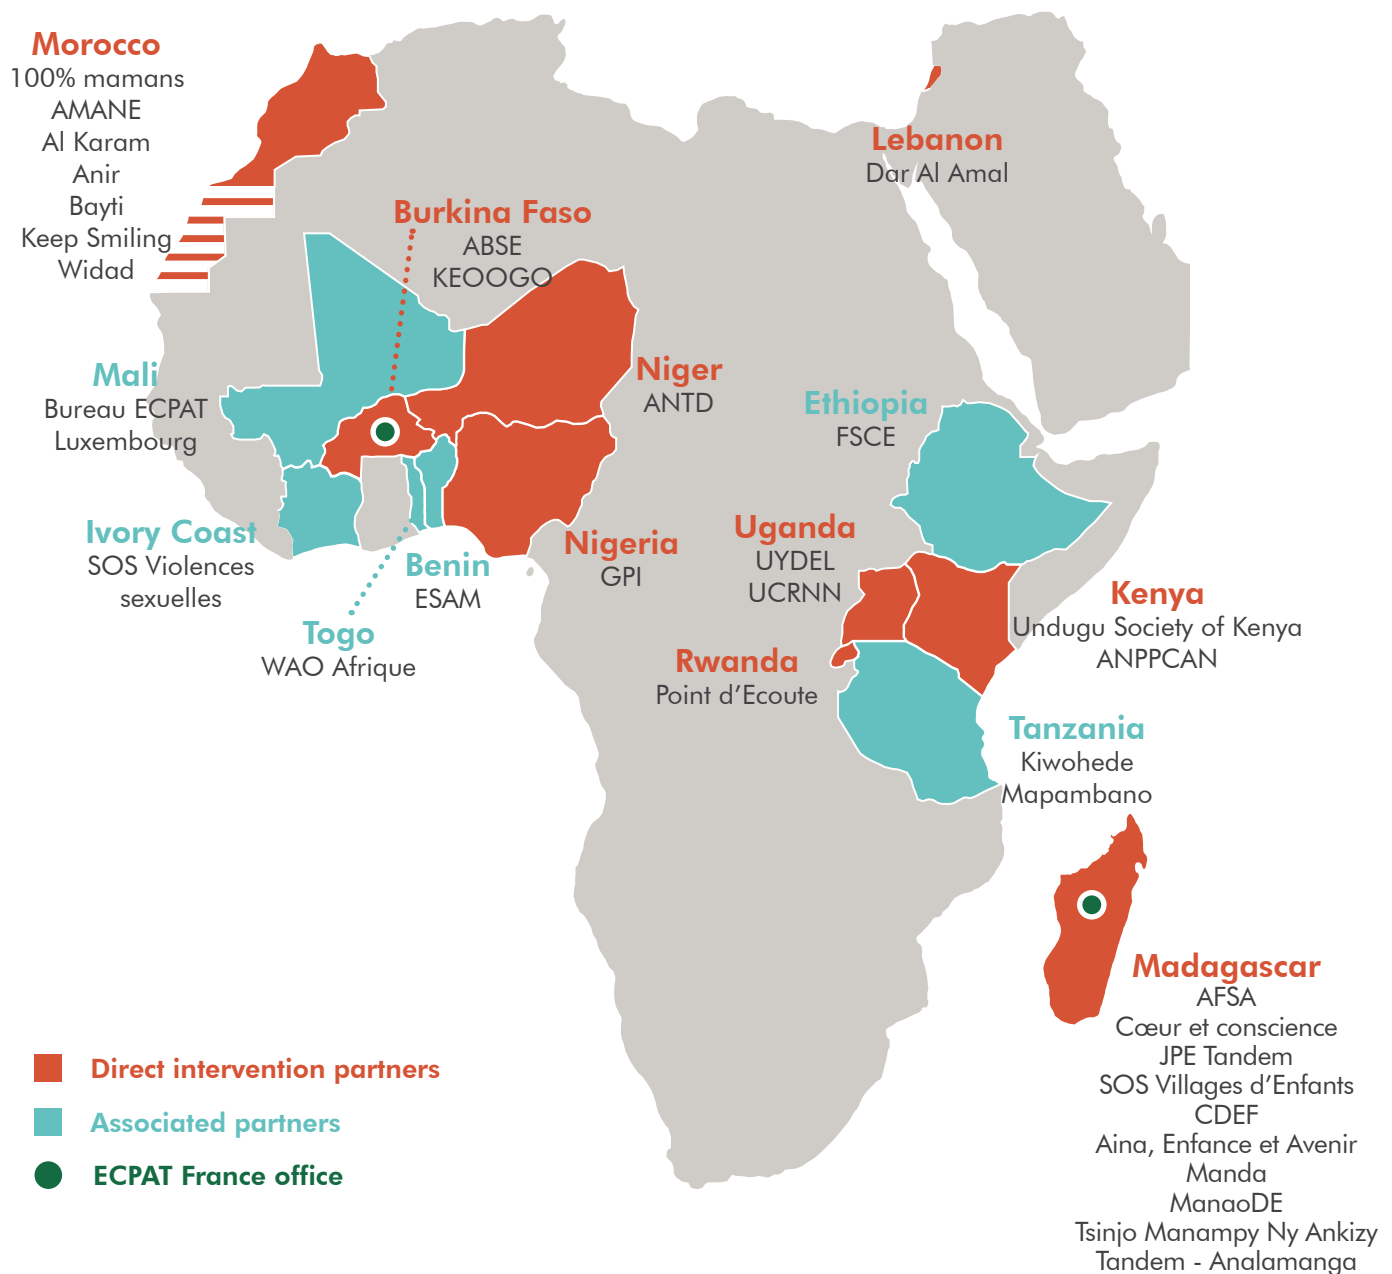 Morocco
100% mamans
AMANE
Al Karam
Anir
Bayti
Keep Smiling
Widad
Lebanon
Dar Al Amal
Burkina Faso
ABSE
KEOOGO
Mali
Bureau ECPAT
Luxembourg
Niger
ANTD
Ethiopia
FSCE
Ivory Coast
SOS Violences
sexuelles
Togo
WAO Afrique
Benin
ESAM
Nigeria
GPI
Uganda
UYDEL
UCRNN
Rwanda
Point d’Ecoute
Kenya
Undugu Society of Kenya
ANPPCAN
Tanzania
Kiwohede
Mapambano
Madagascar
AFSA
Cœur et conscience
JPE Tandem
SOS Villages d’Enfants
CDEF
Aina, Enfance et Avenir
Manda
ManaoDE
Tsinjo Manampy Ny Ankizy
Tandem - Analamanga
Direct intervention partners
Associated partners
ECPAT France office